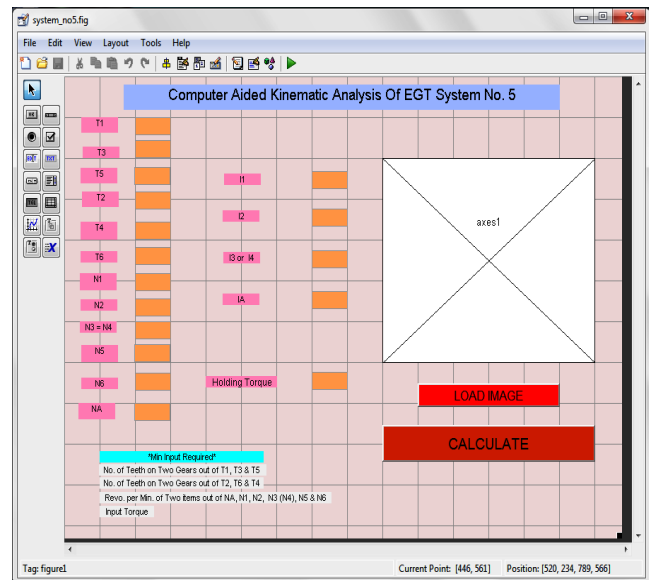 system_no5.fig
File Edit View Layout Tools Help
Computer Aided Kinematic Analysis Of EGT System No. 5
T1
T3
T5
I1
T2
I2
axes1
T4
T6
I3 or I4
N1
IA
N2
N3 = N4
N5
N6
Holding Torque
LOAD IMAGE
NA
CALCULATE
*Min Input Required*
No. of Teeth on Two Gears out of T1, T3 & T5
No. of Teeth on Two Gears out of T2, T6 & T4
Revo. per Min. of Two items out of NA, N1, N2, N3 (N4), N5 & N6
Input Torque
Tag: figure1
Current Point: [446, 561] Position: [520, 234, 789, 566]